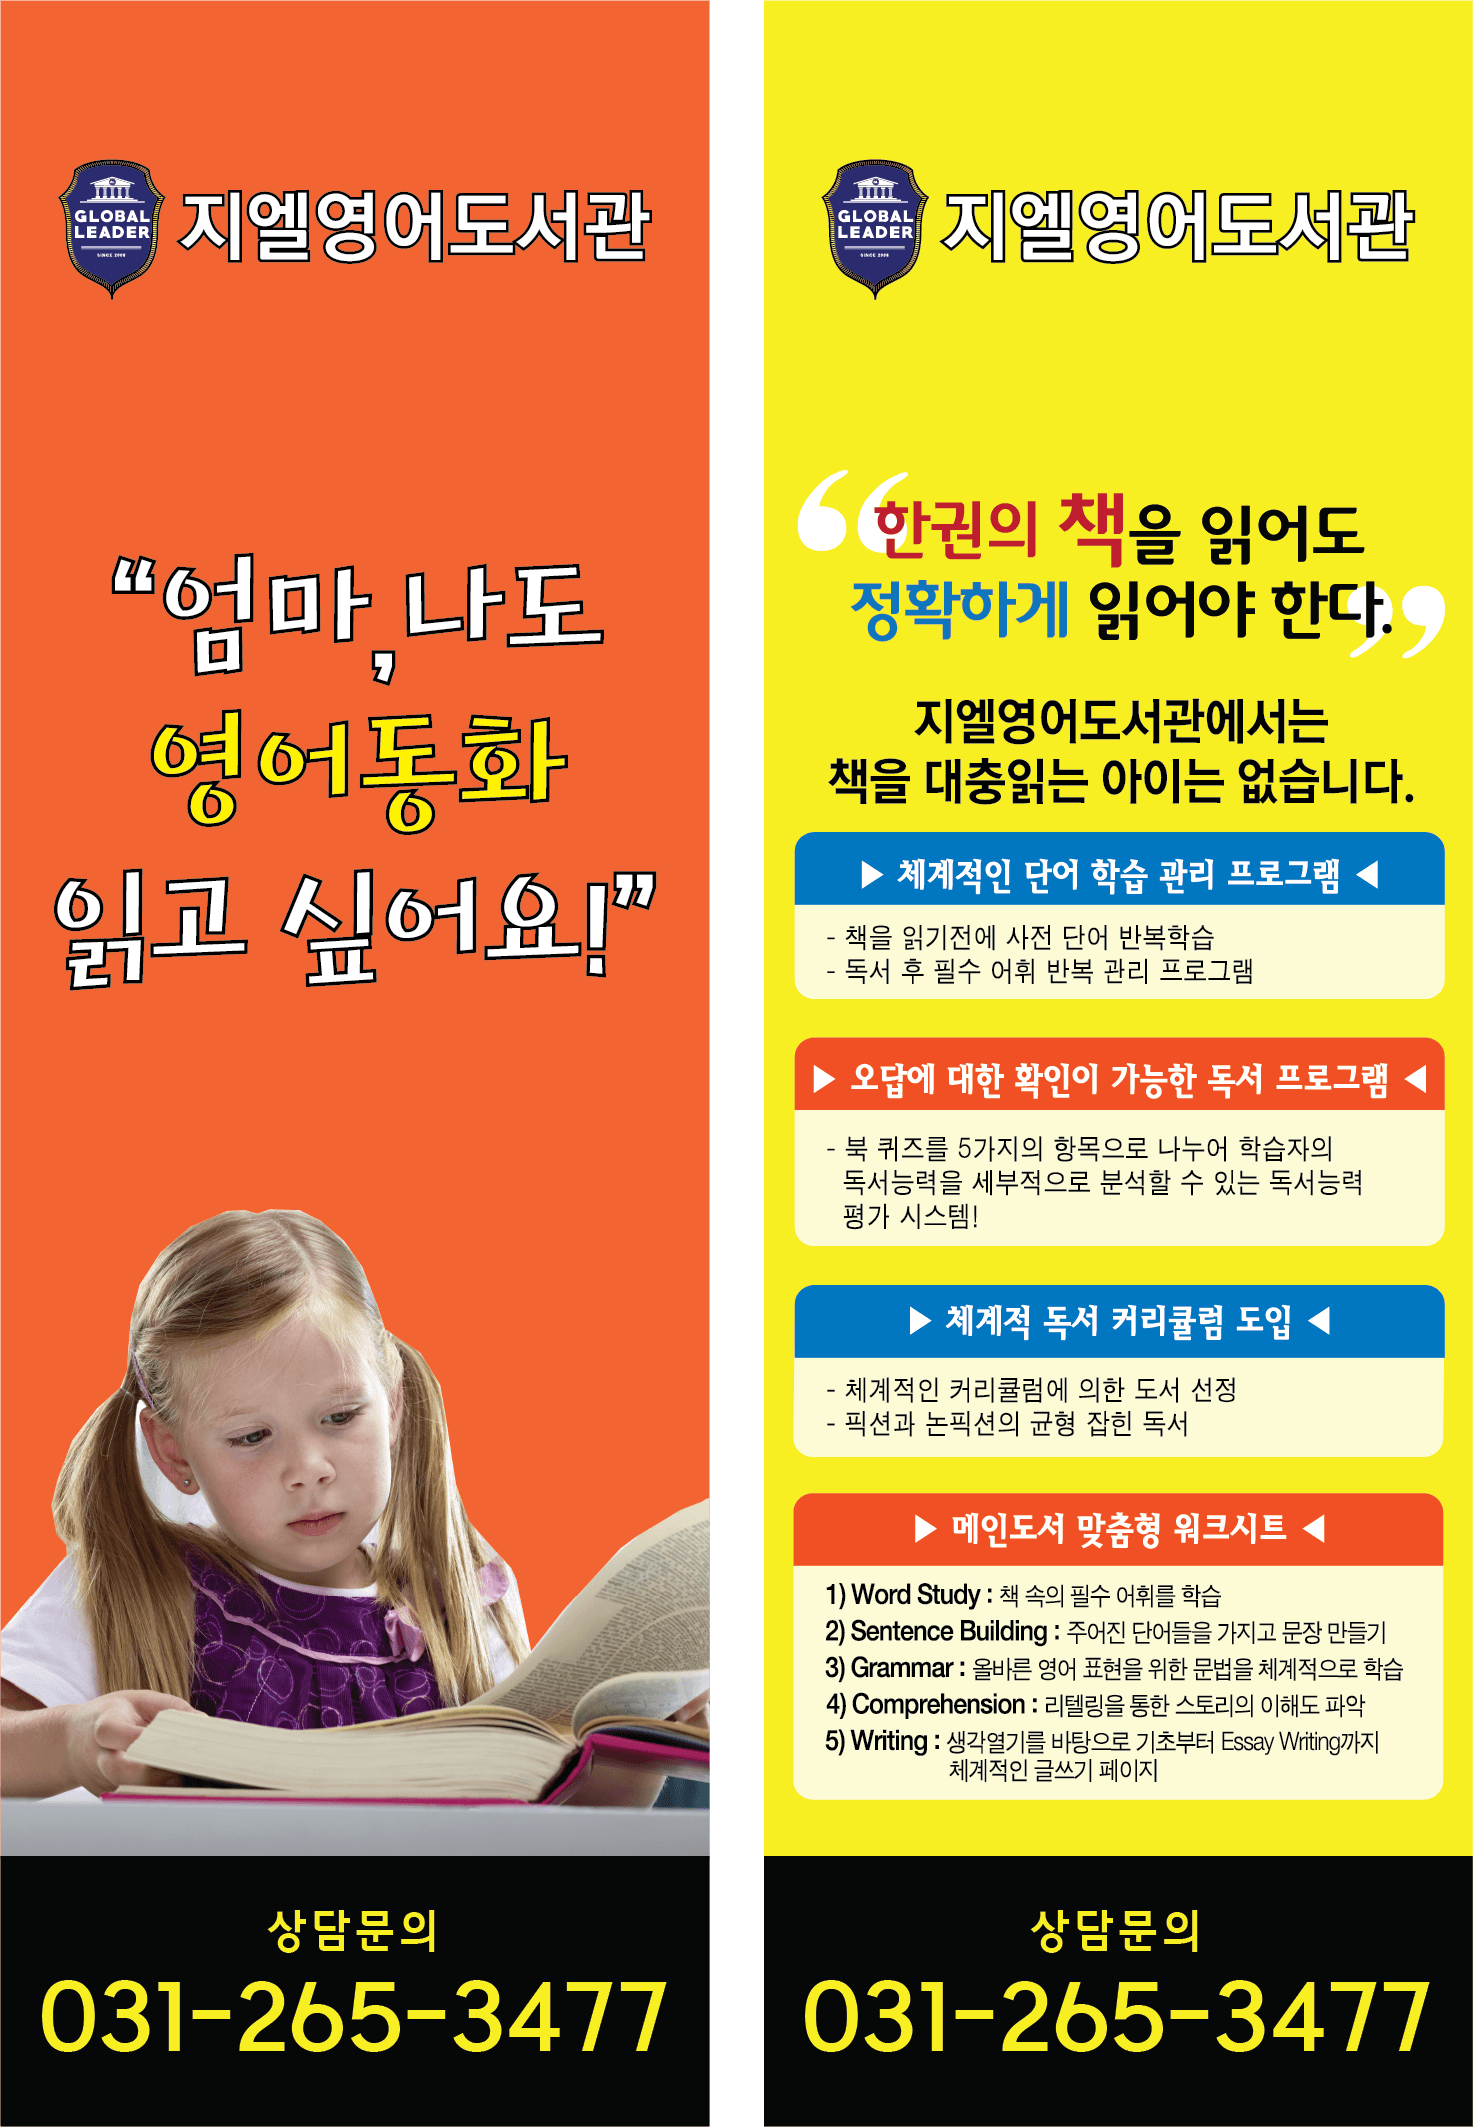 GLOBAL
LEADER
SINCE 2008
지엘영어도서관
“엄마, 나도
영어동화
읽고 싶어요!”
상담문의
031-265-3477
GLOBAL
LEADER
SINCE 2008
지엘영어도서관
“한권의 책을 읽어도
정확하게 읽어야 한다.”
지엘영어도서관에서는
책을 대충읽는 아이는 없습니다.
▶ 체계적인 단어 학습 관리 프로그램 ◀
- 책을 읽기전에 사전 단어 반복학습
- 독서 후 필수 어휘 반복 관리 프로그램
▶ 오답에 대한 확인이 가능한 독서 프로그램 ◀
- 북 퀴즈를 5가지의 항목으로 나누어 학습자의
독서능력을 세부적으로 분석할 수 있는 독서능력
평가 시스템!
▶ 체계적 독서 커리큘럼 도입 ◀
- 체계적인 커리큘럼에 의한 도서 선정
- 픽션과 논픽션의 균형 잡힌 독서
▶ 메인도서 맞춤형 워크시트 ◀
1) Word Study : 책 속의 필수 어휘를 학습
2) Sentence Building : 주어진 단어들을 가지고 문장 만들기
3) Grammar : 올바른 영어 표현을 위한 문법을 체계적으로 학습
4) Comprehension : 리텔링을 통한 스토리의 이해도 파악
5) Writing : 생각열기를 바탕으로 기초부터 Essay Writing까지
체계적인 글쓰기 페이지
상담문의
031-265-3477